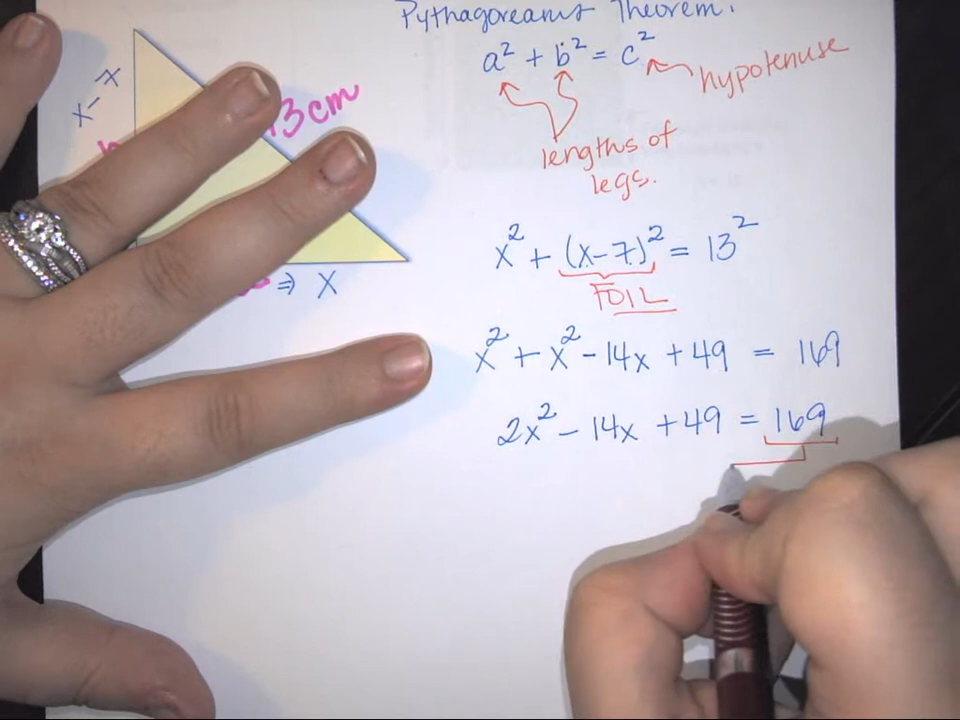 Pythagoreans Theorem.
a² + b² = c²
hypotenuse
lengths of
legs.
x - 7
13cm
⇒ X
x² + (x-7)² = 13²
FOIL
x² + x² - 14x + 49 = 169
2x² - 14x + 49 = 169